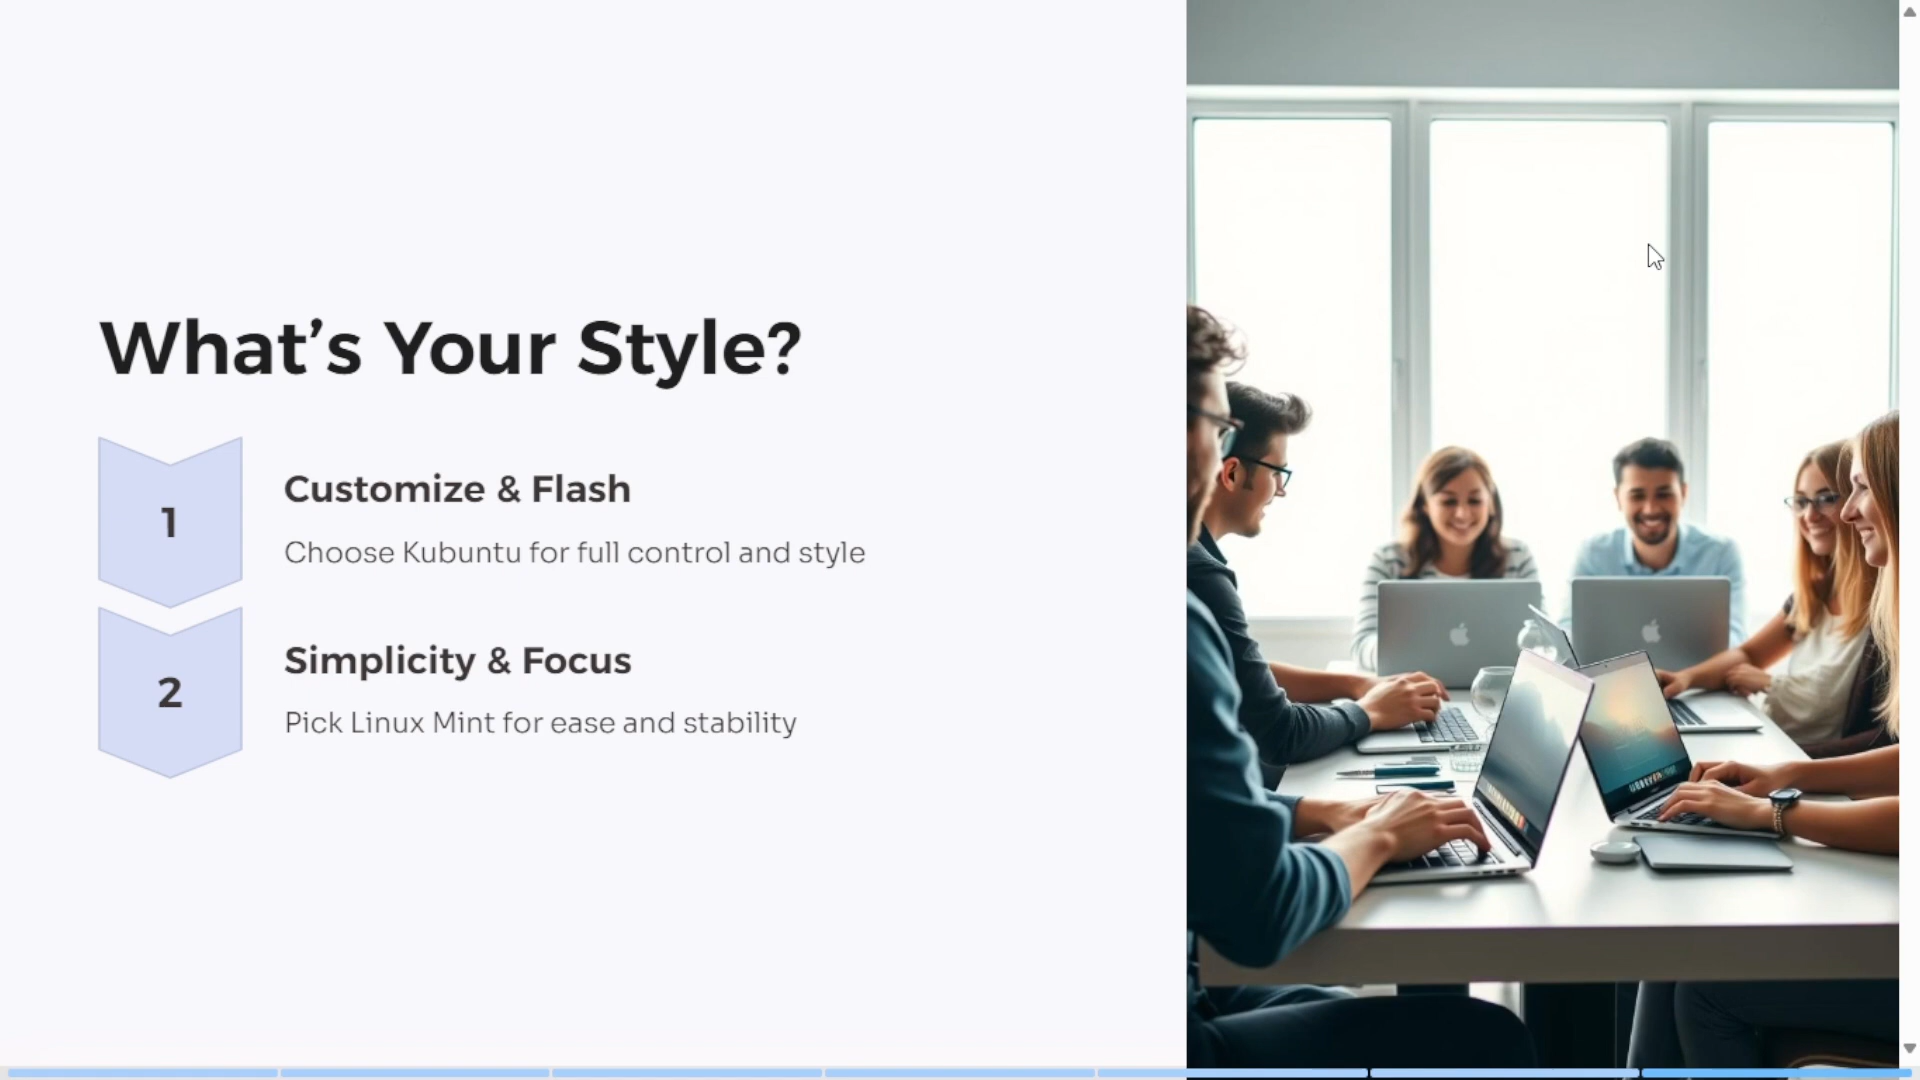 What’s Your Style?
1
Customize & Flash
Choose Kubuntu for full control and style
2
Simplicity & Focus
Pick Linux Mint for ease and stability